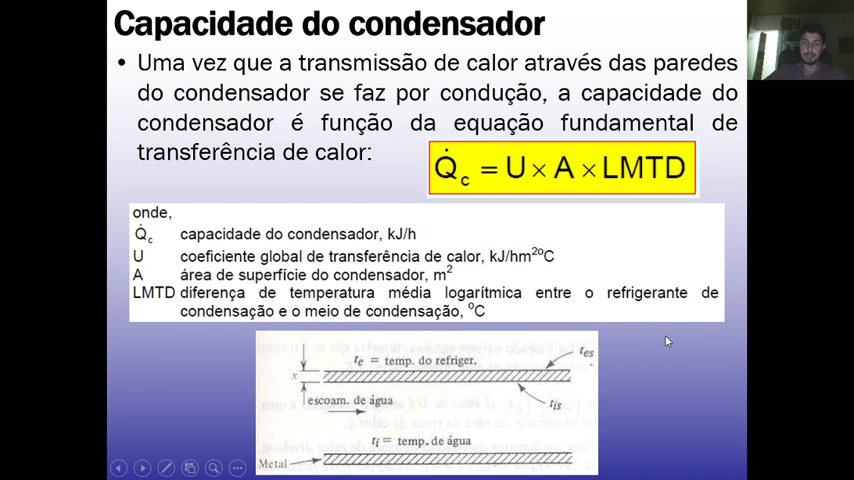 Capacidade do condensador
• Uma vez que a transmissão de calor através das paredes
do condensador se faz por condução, a capacidade do
condensador é função da equação fundamental de
transferência de calor:
Q̇c = U × A × LMTD
onde,
Q̇c capacidade do condensador, kJ/h
U coeficiente global de transferência de calor, kJ/hm²ºC
A área de superfície do condensador, m²
LMTD diferença de temperatura média logarítmica entre o refrigerante de
condensação e o meio de condensação, ºC
te = temp. do refriger.
tes
x
escoam. de água
tis
ti = temp. de água
Metal